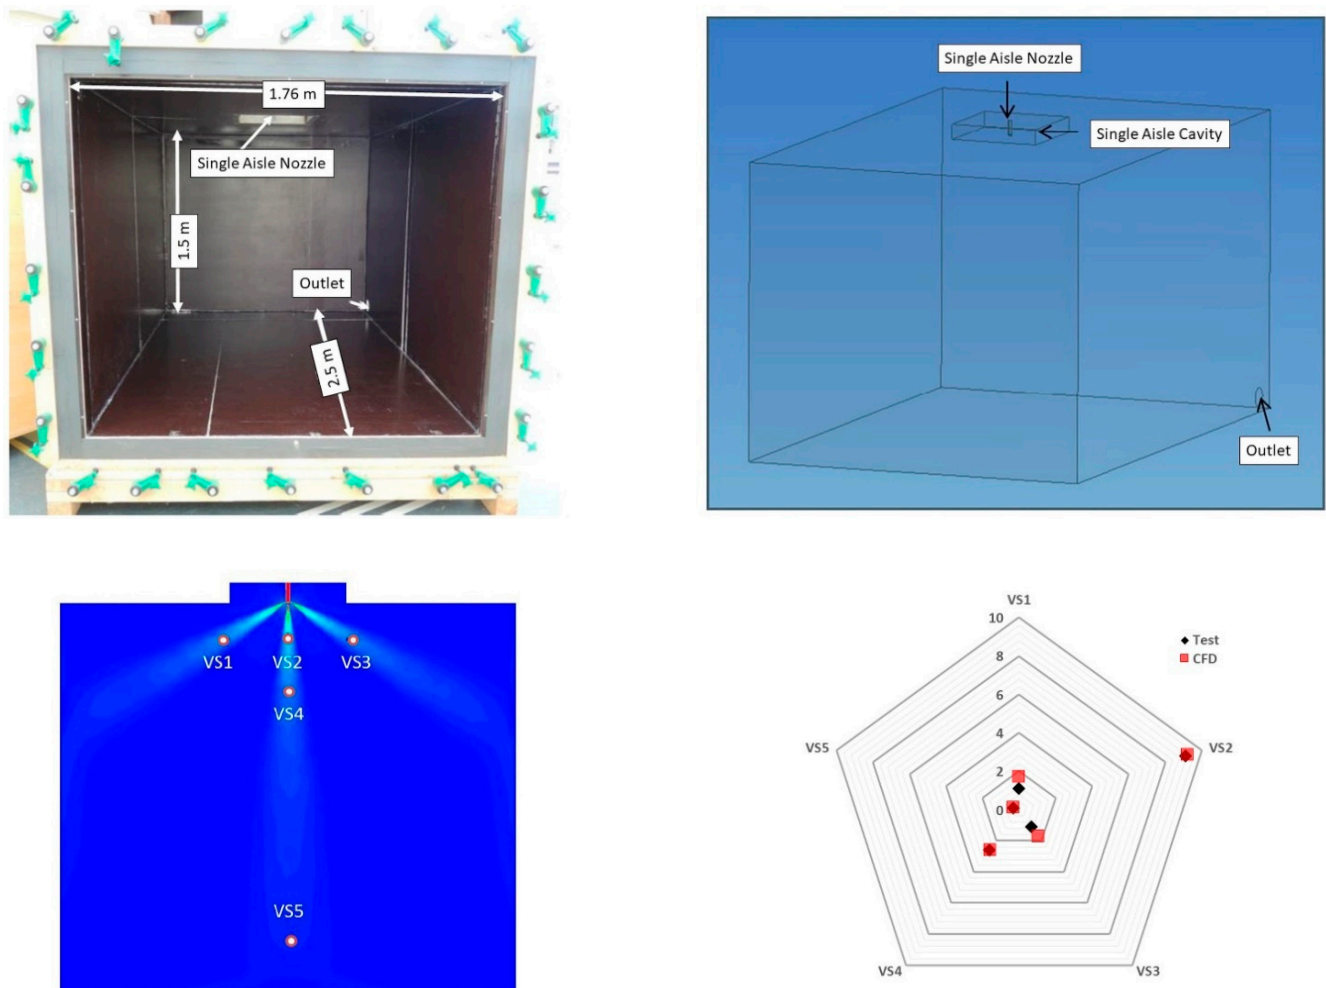 1.76 m
Single Aisle Nozzle
1.5 m
Outlet
2.5 m
Single Aisle Nozzle
Single Aisle Cavity
Outlet
VS1
VS2
VS3
VS4
VS5
VS1
10
8
6
4
2
0
Test
CFD
VS5
VS2
VS4
VS3